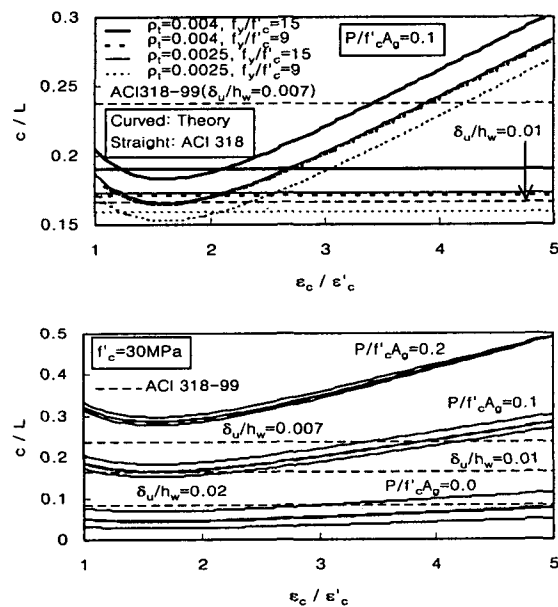 ρt=0.004, fy/f'c=15
ρt=0.004, fy/f'c=9
ρt=0.0025, fy/f'c=15
ρt=0.0025, fy/f'c=9
P/f'cAg=0.1
ACI318-99(δu/hw=0.007)
Curved: Theory
Straight: ACI 318
δu/hw=0.01
0.3
0.25
0.2
0.15
c / L
1 2 3 4 5
εc / ε'c
f'c=30MPa
ACI 318-99
P/f'cAg=0.2
P/f'cAg=0.1
δu/hw=0.007
δu/hw=0.01
δu/hw=0.02
P/f'cAg=0.0
0.5
0.4
0.3
0.2
0.1
0
c / L
1 2 3 4 5
εc / ε'c